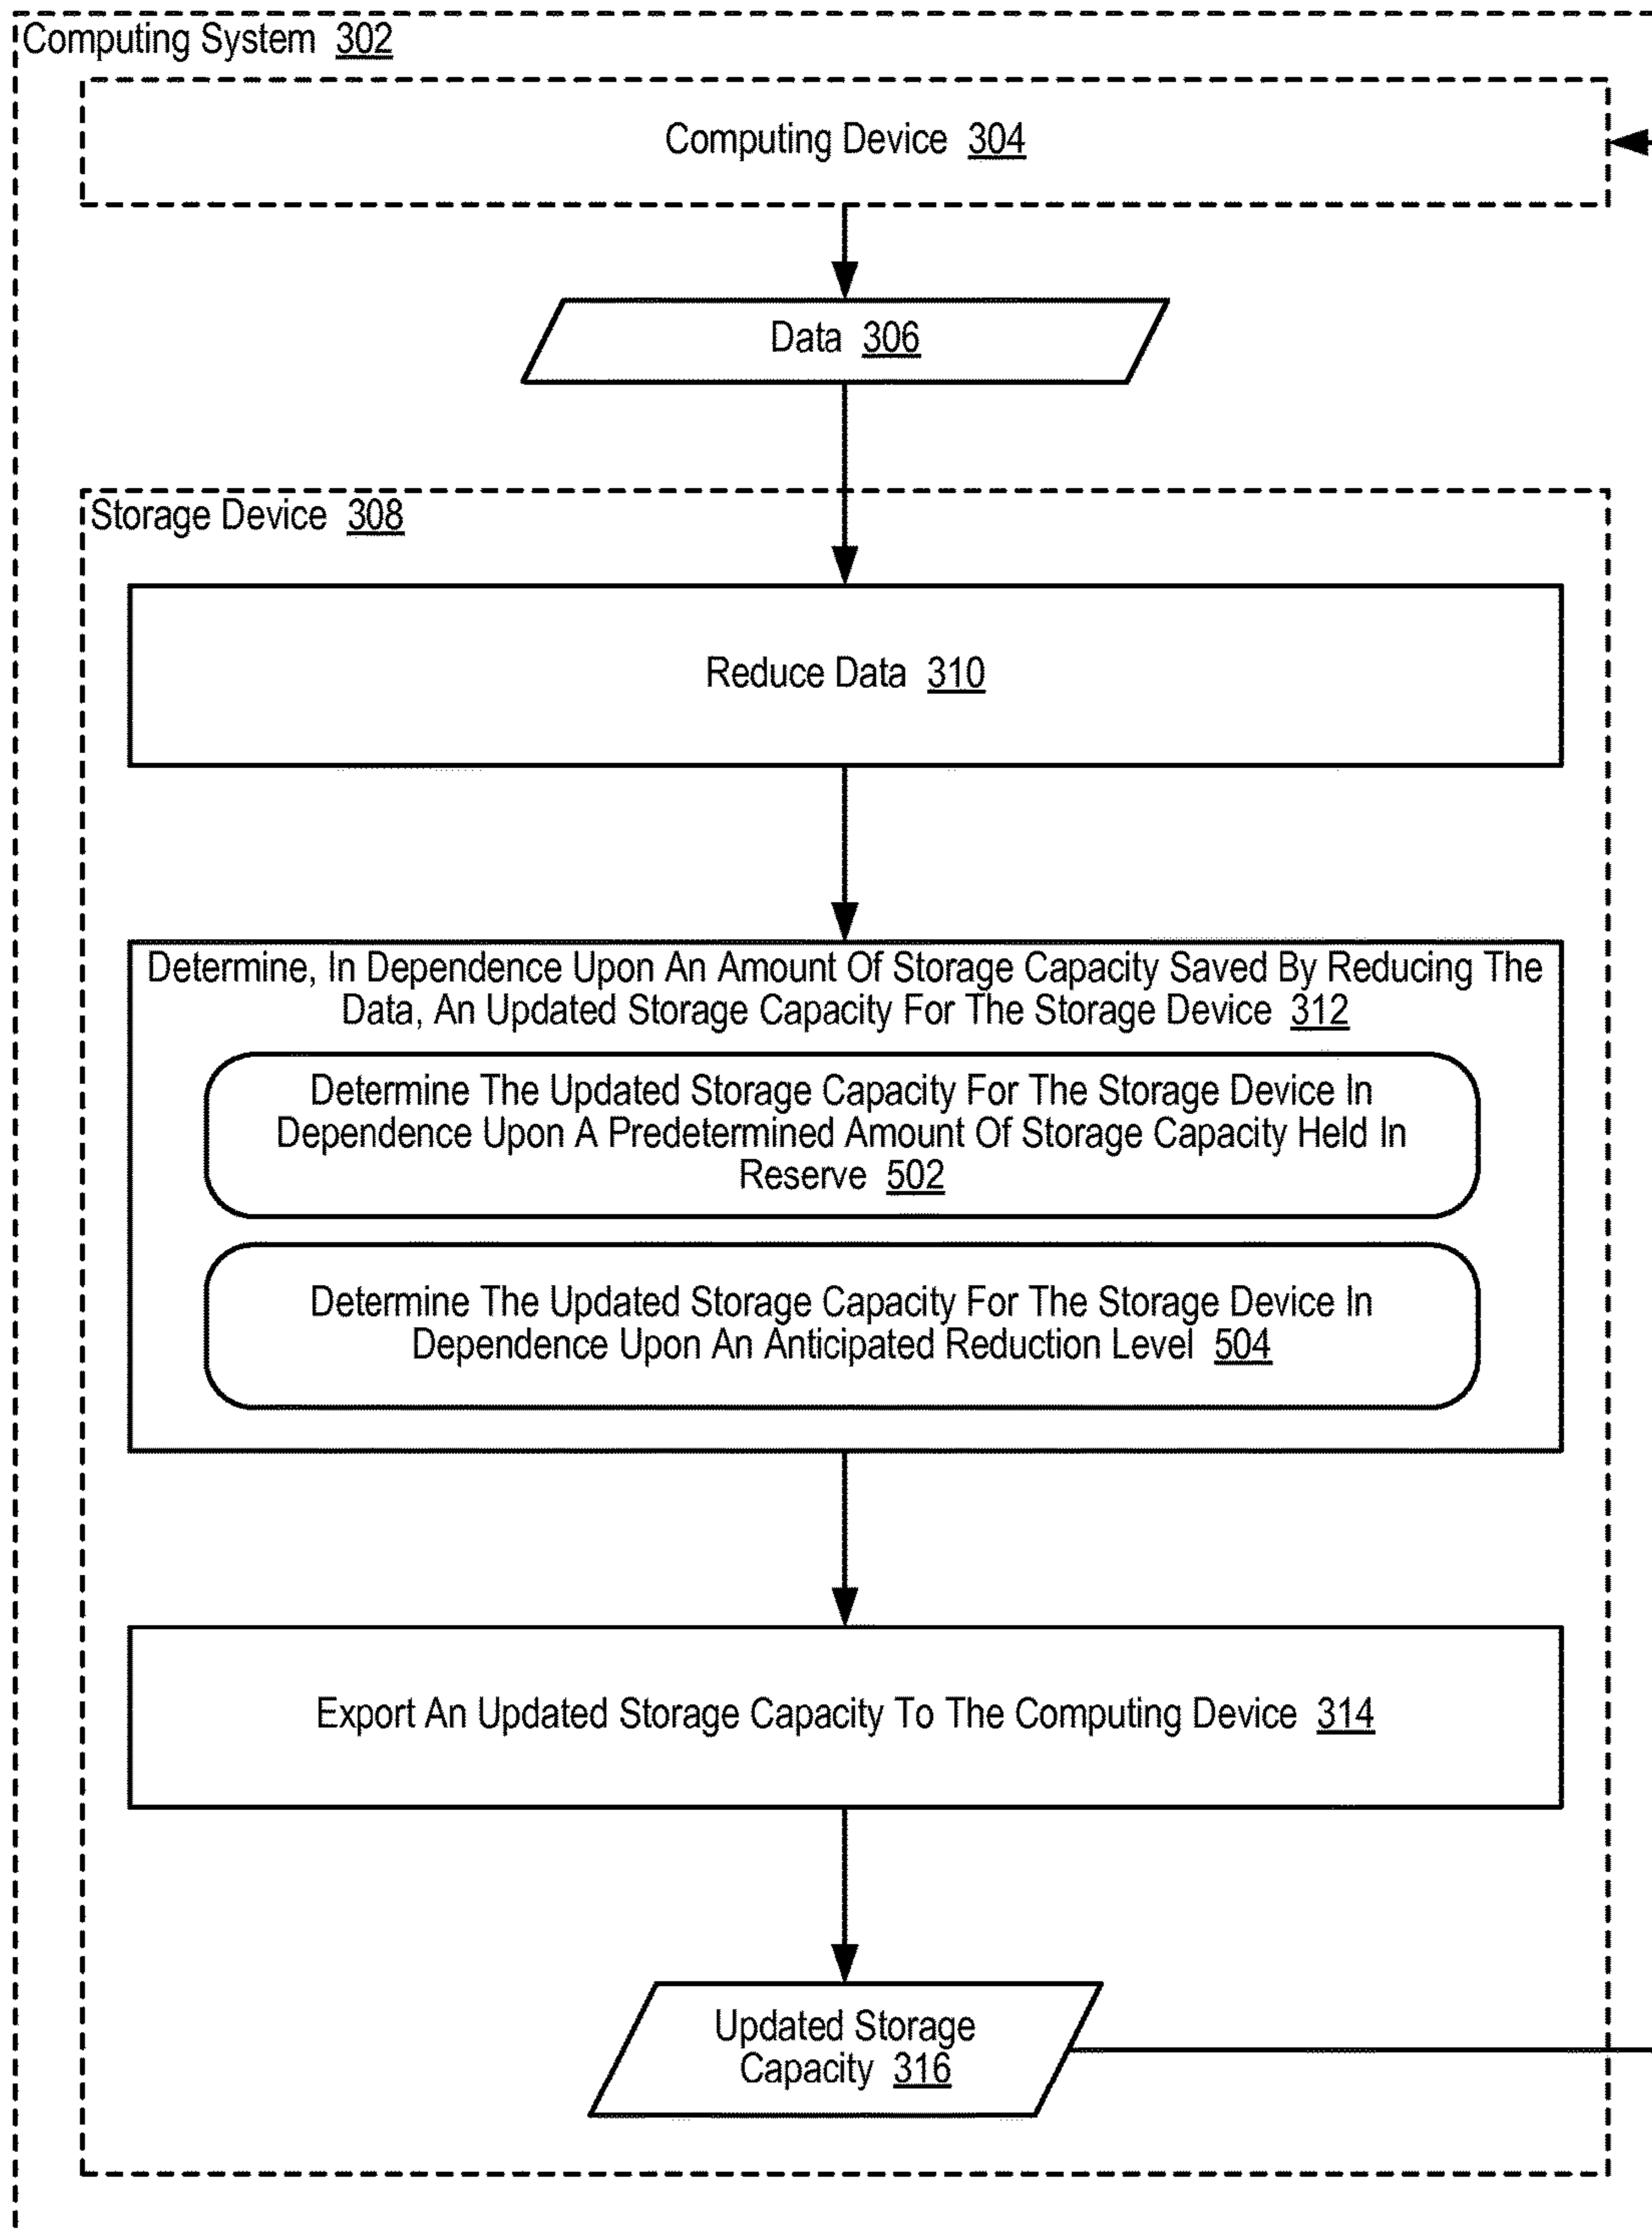 Computing System 302
Computing Device 304
Data 306
Storage Device 308
Reduce Data 310
Determine, In Dependence Upon An Amount Of Storage Capacity Saved By Reducing The
Data, An Updated Storage Capacity For The Storage Device 312
Determine The Updated Storage Capacity For The Storage Device In
Dependence Upon A Predetermined Amount Of Storage Capacity Held In
Reserve 502
Determine The Updated Storage Capacity For The Storage Device In
Dependence Upon An Anticipated Reduction Level 504
Export An Updated Storage Capacity To The Computing Device 314
Updated Storage
Capacity 316